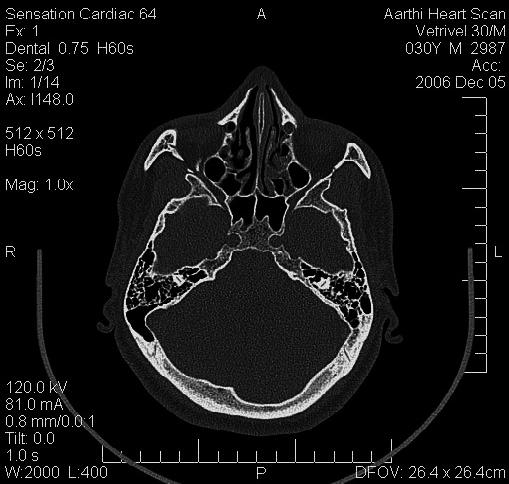 Sensation Cardiac 64
Ex: 1
Dental 0.75 H60s
Se: 2/3
Im: 1/14
Ax: I148.0
512 x 512
H60s
Mag: 1.0x
A
Aarthi Heart Scan
Vetrivel 30/M
030Y M 2987
Acc:
2006 Dec 05
R
L
120.0 kV
81.0 mA
0.8 mm/0.0:1
Tilt: 0.0
1.0 s
W:2000 L:400
P
DFOV: 26.4 x 26.4cm